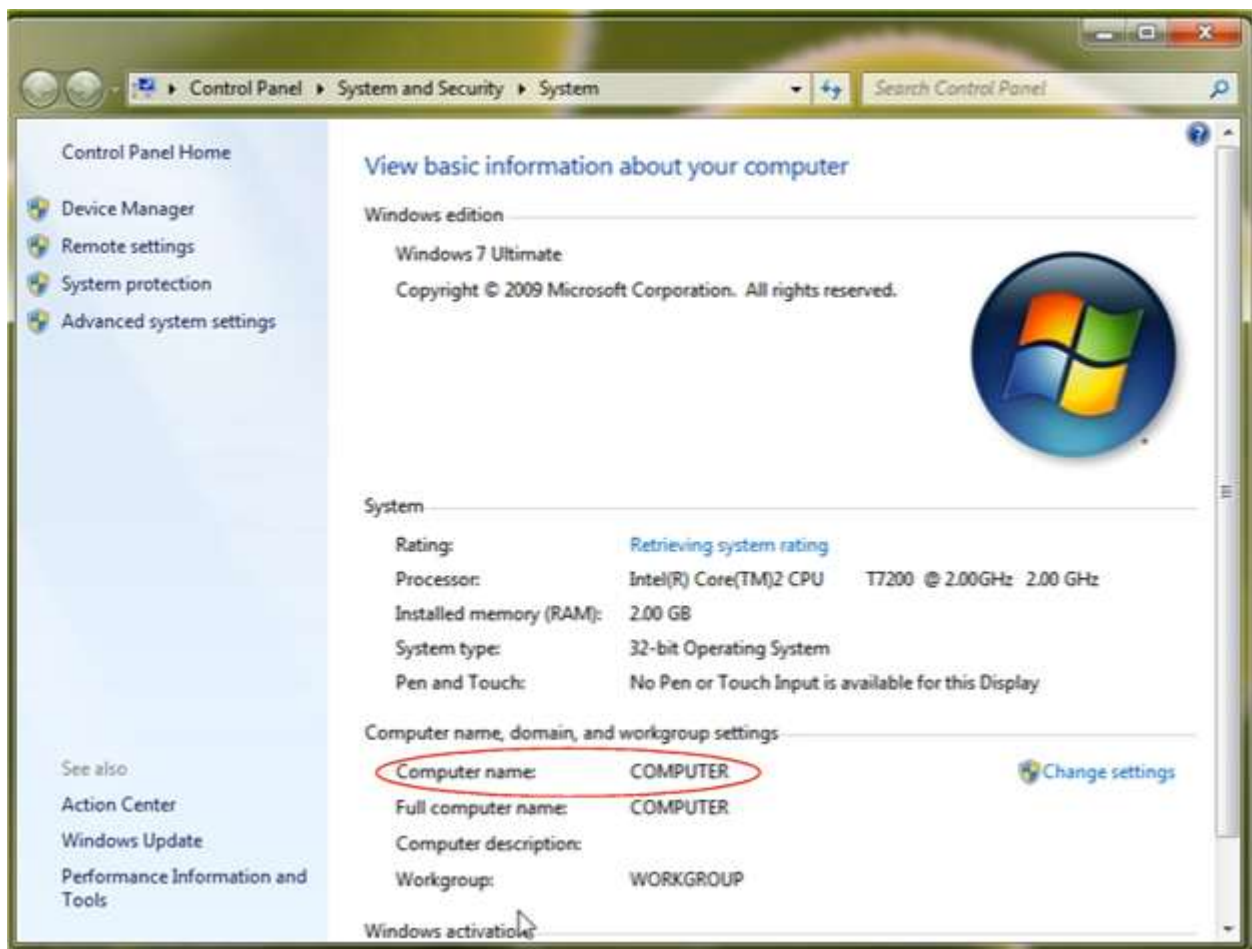 Control Panel System and Security System
Search Control Panel
Control Panel Home
Device Manager
Remote settings
System protection
Advanced system settings
See also
Action Center
Windows Update
Performance Information and
Tools
View basic information about your computer
Windows edition
Windows 7 Ultimate
Copyright © 2009 Microsoft Corporation. All rights reserved.
System
Rating: Retrieving system rating
Processor: Intel(R) Core(TM)2 CPU T7200 @ 2.00GHz 2.00 GHz
Installed memory (RAM): 2.00 GB
System type: 32-bit Operating System
Pen and Touch: No Pen or Touch Input is available for this Display
Computer name, domain, and workgroup settings
Computer name: COMPUTER
Change settings
Full computer name: COMPUTER
Computer description:
Workgroup: WORKGROUP
Windows activation